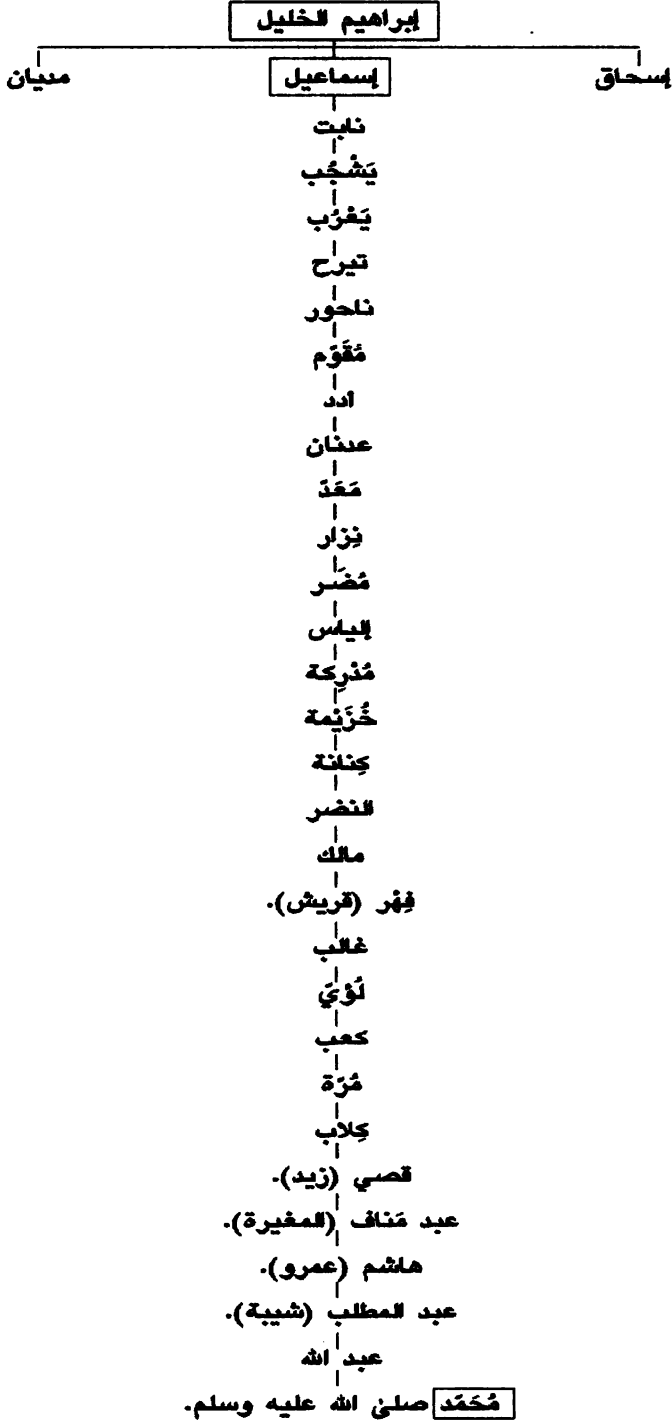 إبراهيم الخليل
إسحاق إسماعيل مديان
نابت
يَشْجُب
يَعْرُب
تيرح
ناحور
مُقَوَّم
أدد
عدنان
مَعَدّ
نِزار
مُضَر
إلياس
مُدْرِكة
خُزَيْمة
كِنانة
النضر
مالك
فِهْر (قريش).
غالب
لُؤَيّ
كعب
مُرّة
كِلاب
قصي (زيد).
عبد مَناف (المغيرة).
هاشم (عمرو).
عبد المطلب (شيبة).
عبد الله
مُحَمّد صلىٰ الله عليه وسلم.